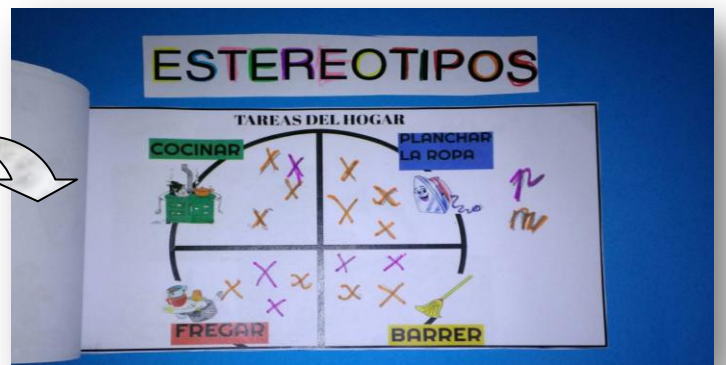 ESTEREOTIPOS
TAREAS DEL HOGAR
COCINAR
PLANCHAR
LA ROPA
X X X X
X X X X
X X X X
X X X X
FREGAR
BARRER